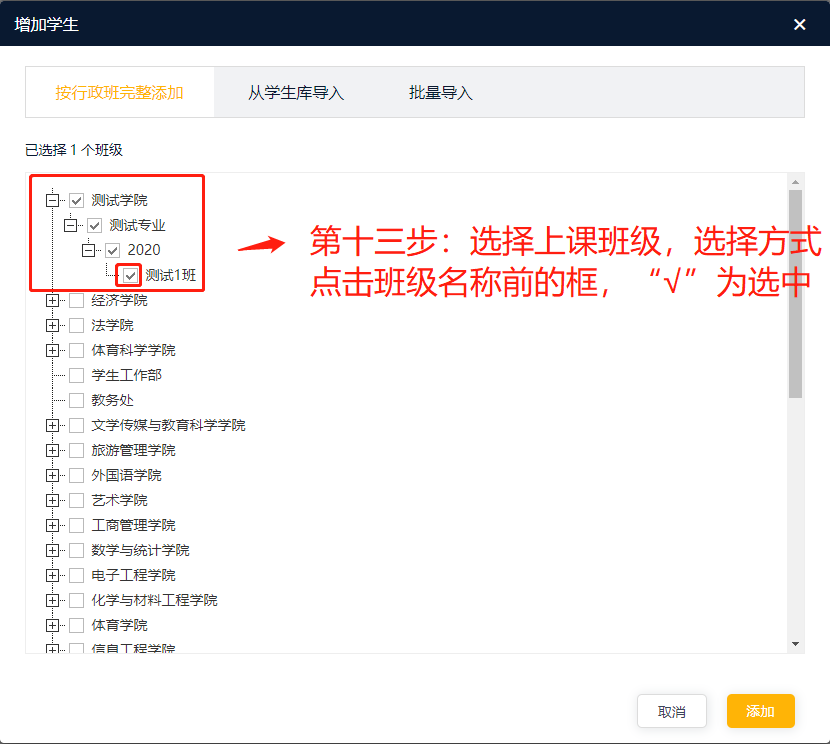 增加学生
按行政班完整添加 从学生库导入 批量导入
已选择 1 个班级
测试学院
测试专业
2020
测试1班
第十三步：选择上课班级，选择方式
点击班级名称前的框，“√”为选中
经济学院
法学院
体育科学学院
学生工作部
教务处
文学传媒与教育科学学院
旅游管理学院
外国语学院
艺术学院
工商管理学院
数学与统计学院
电子工程学院
化学与材料工程学院
体育学院
信息工程学院
取消 添加